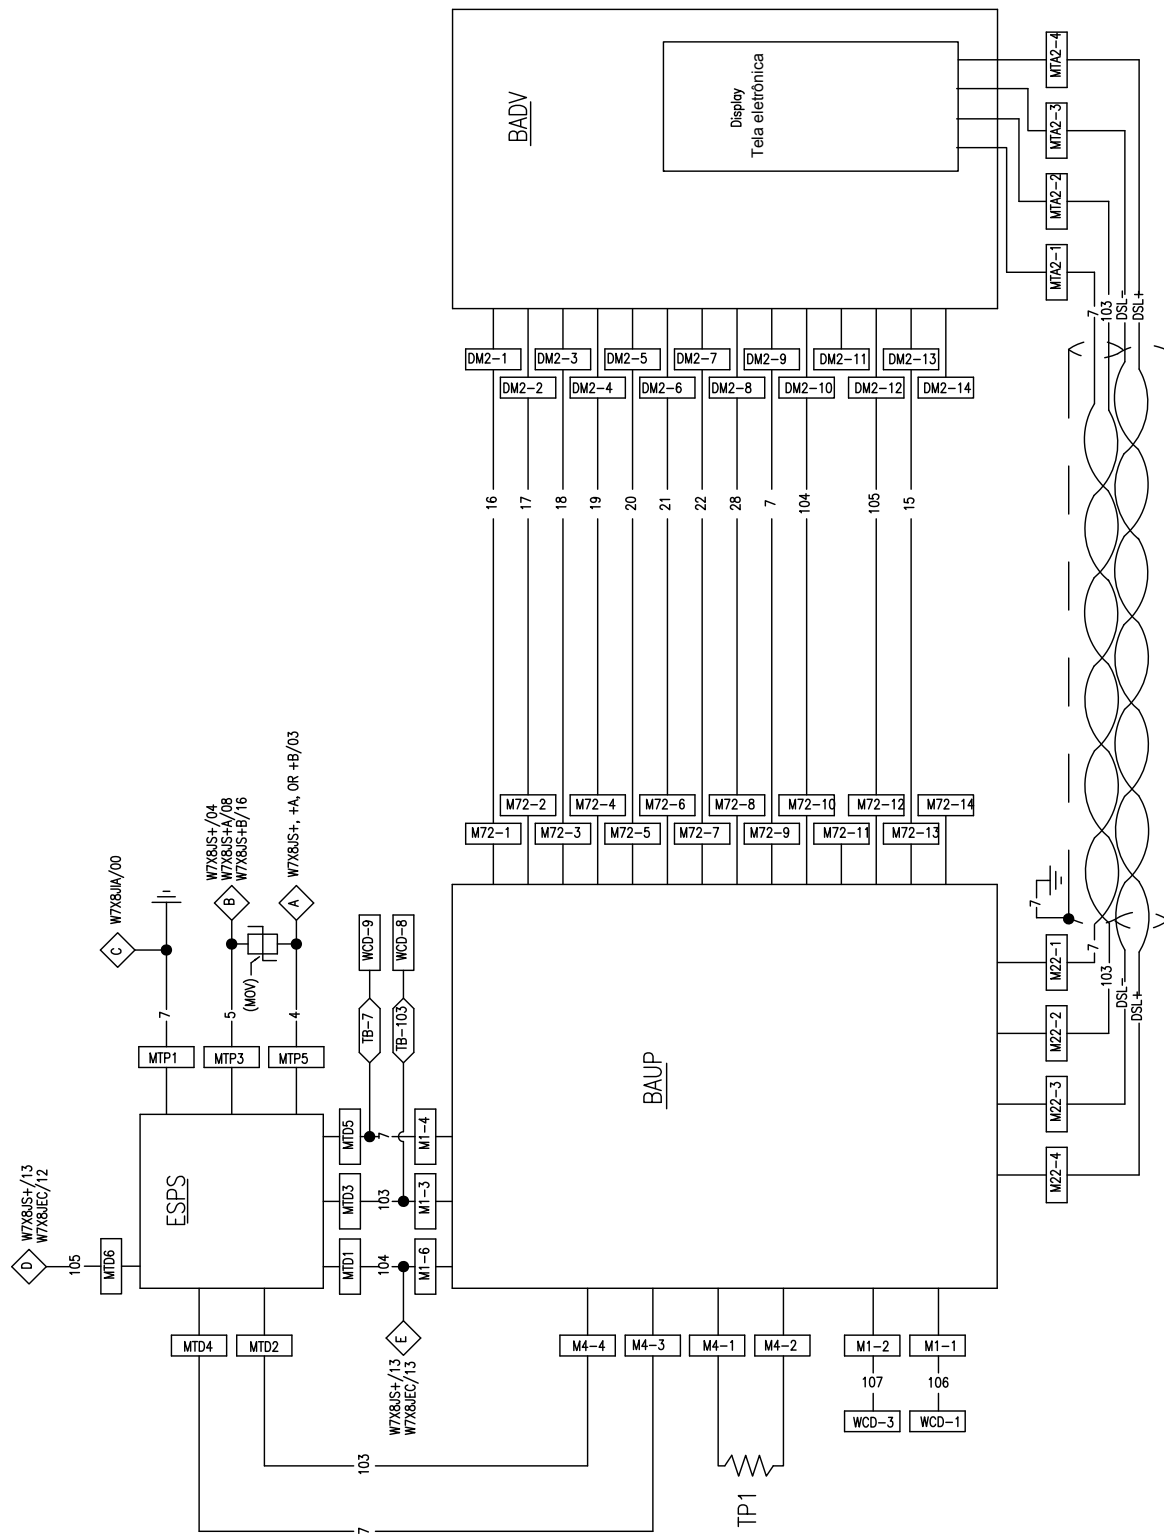 BADV
Display
Tela eletrônica
MTA2-4
MTA2-3
MTA2-2
MTA2-1
7
103
DSL-
DSL+
DM2-1
DM2-3
DM2-5
DM2-7
DM2-9
DM2-11
DM2-13
DM2-2
DM2-4
DM2-6
DM2-8
DM2-10
DM2-12
DM2-14
16
17
18
19
20
21
22
28
7
104
105
15
M72-2
M72-4
M72-6
M72-8
M72-10
M72-12
M72-14
M72-1
M72-3
M72-5
M72-7
M72-9
M72-11
M72-13
W7X8JIA/00
C
W7X8JS+/04
W7X8JS+A/08
W7X8JS+B/16
B
W7X8JS+, +A, OR +B/03
A
(MOV)
7
5
4
MTP1
MTP3
MTP5
WCD-9
WCD-8
TB-7
TB-103
ESPS
W7X8JS+/13
W7X8JEC/12
D
105
MTD6
MTD5
MTD3
MTD1
7
103
104
M1-4
M1-3
M1-6
E
W7X8JS+/13
W7X8JEC/13
MTD4
MTD2
BAUP
7
M22-1
M22-2
M22-3
M22-4
7
103
DSL-
DSL+
M4-4
M4-3
M4-1
M4-2
M1-2
M1-1
107
106
WCD-3
WCD-1
103
7
TP1